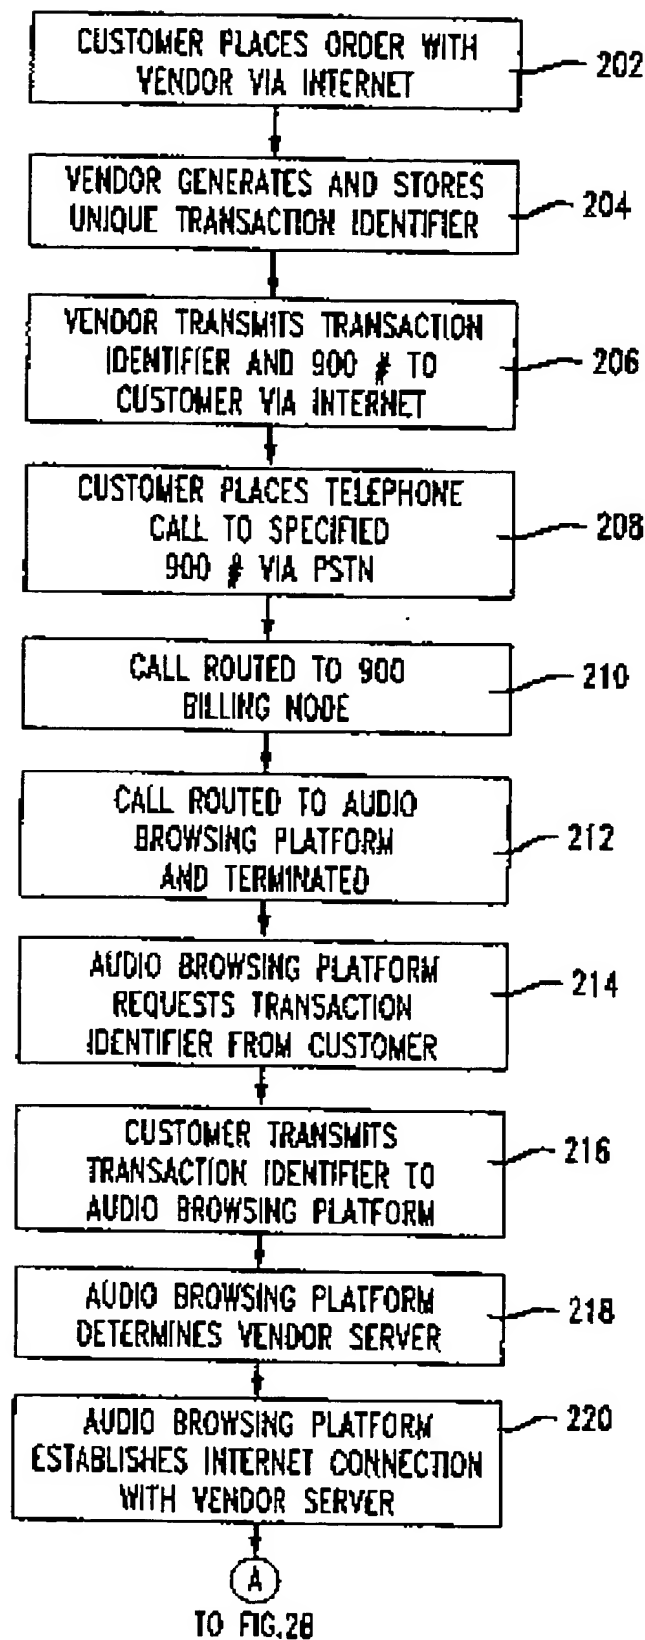 CUSTOMER PLACES ORDER WITH
VENDOR VIA INTERNET
202
VENDOR GENERATES AND STORES
UNIQUE TRANSACTION IDENTIFIER
204
VENDOR TRANSMITS TRANSACTION
IDENTIFIER AND 900 # TO
CUSTOMER VIA INTERNET
206
CUSTOMER PLACES TELEPHONE
CALL TO SPECIFIED
900 # VIA PSTN
208
CALL ROUTED TO 900
BILLING NODE
210
CALL ROUTED TO AUDIO
BROWSING PLATFORM
AND TERMINATED
212
AUDIO BROWSING PLATFORM
REQUESTS TRANSACTION
IDENTIFIER FROM CUSTOMER
214
CUSTOMER TRANSMITS
TRANSACTION IDENTIFIER TO
AUDIO BROWSING PLATFORM
216
AUDIO BROWSING PLATFORM
DETERMINES VENDOR SERVER
218
AUDIO BROWSING PLATFORM
ESTABLISHES INTERNET CONNECTION
WITH VENDOR SERVER
220
A
TO FIG.2B